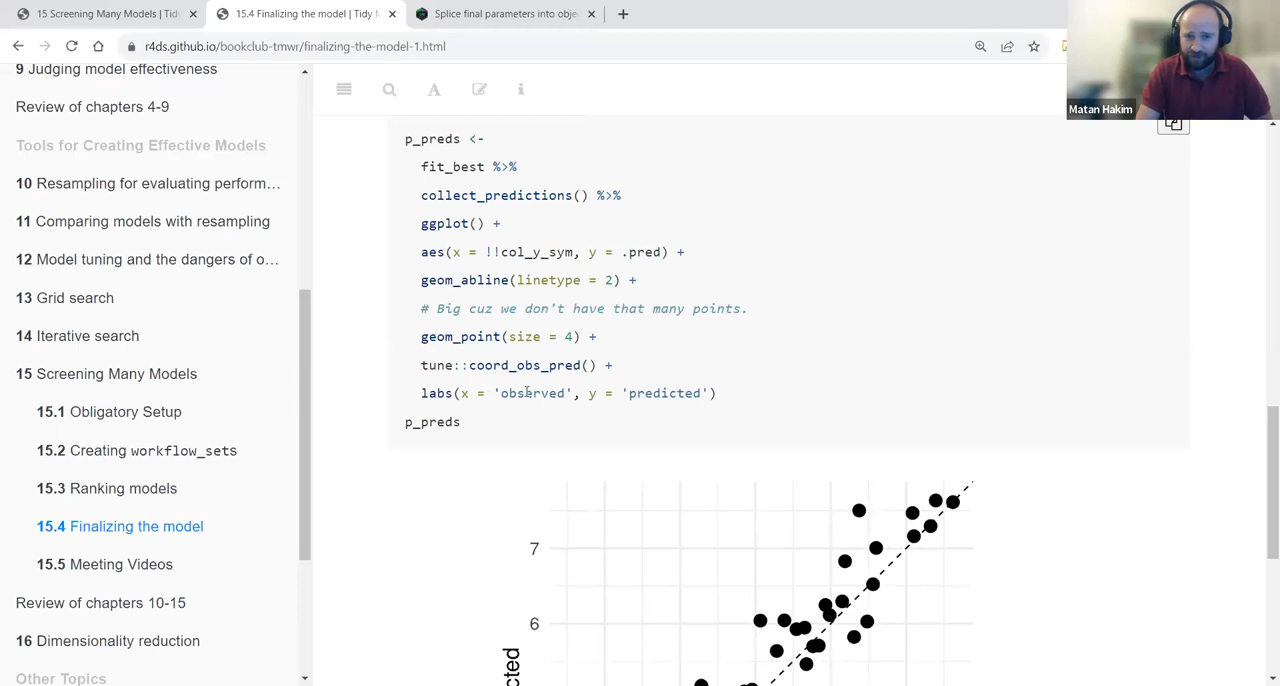 15 Screening Many Models | Tidy
15.4 Finalizing the model | Tidy M
Splice final parameters into obje
r4ds.github.io/bookclub-tmwr/finalizing-the-model-1.html
Matan Hakim
9 Judging model effectiveness
Review of chapters 4-9
Tools for Creating Effective Models
10 Resampling for evaluating perform…
11 Comparing models with resampling
12 Model tuning and the dangers of o…
13 Grid search
14 Iterative search
15 Screening Many Models
15.1 Obligatory Setup
15.2 Creating workflow_sets
15.3 Ranking models
15.4 Finalizing the model
15.5 Meeting Videos
Review of chapters 10-15
16 Dimensionality reduction
Other Topics
p_preds <-
fit_best %>%
collect_predictions() %>%
ggplot() +
aes(x = !!col_y_sym, y = .pred) +
geom_abline(linetype = 2) +
# Big cuz we don't have that many points.
geom_point(size = 4) +
tune::coord_obs_pred() +
labs(x = 'observed', y = 'predicted')
p_preds
7
6
cted